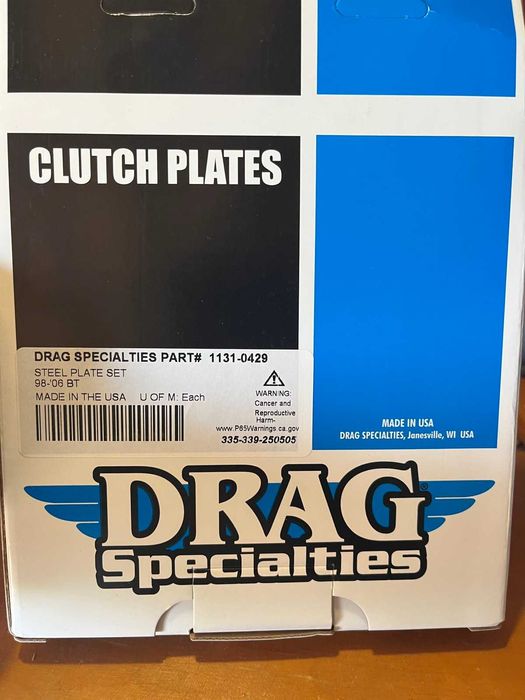 CLUTCH PLATES
DRAG SPECIALTIES PART# 1131-0429
STEEL PLATE SET
98-'06 BT
MADE IN THE USA U OF M: Each
WARNING:
Cancer and
Reproductive
Harm-
www.P65Warnings.ca.gov
335-339-250505
MADE IN USA
DRAG SPECIALTIES, Janesville, WI USA
DRAG®
Specialties